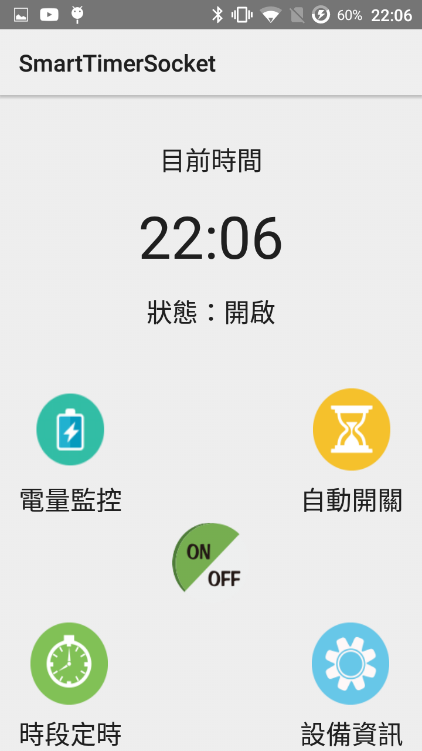 60% 22:06
SmartTimerSocket
目前時間
22:06
狀態：開啟
電量監控
自動開關
ON
OFF
時段定時
設備資訊